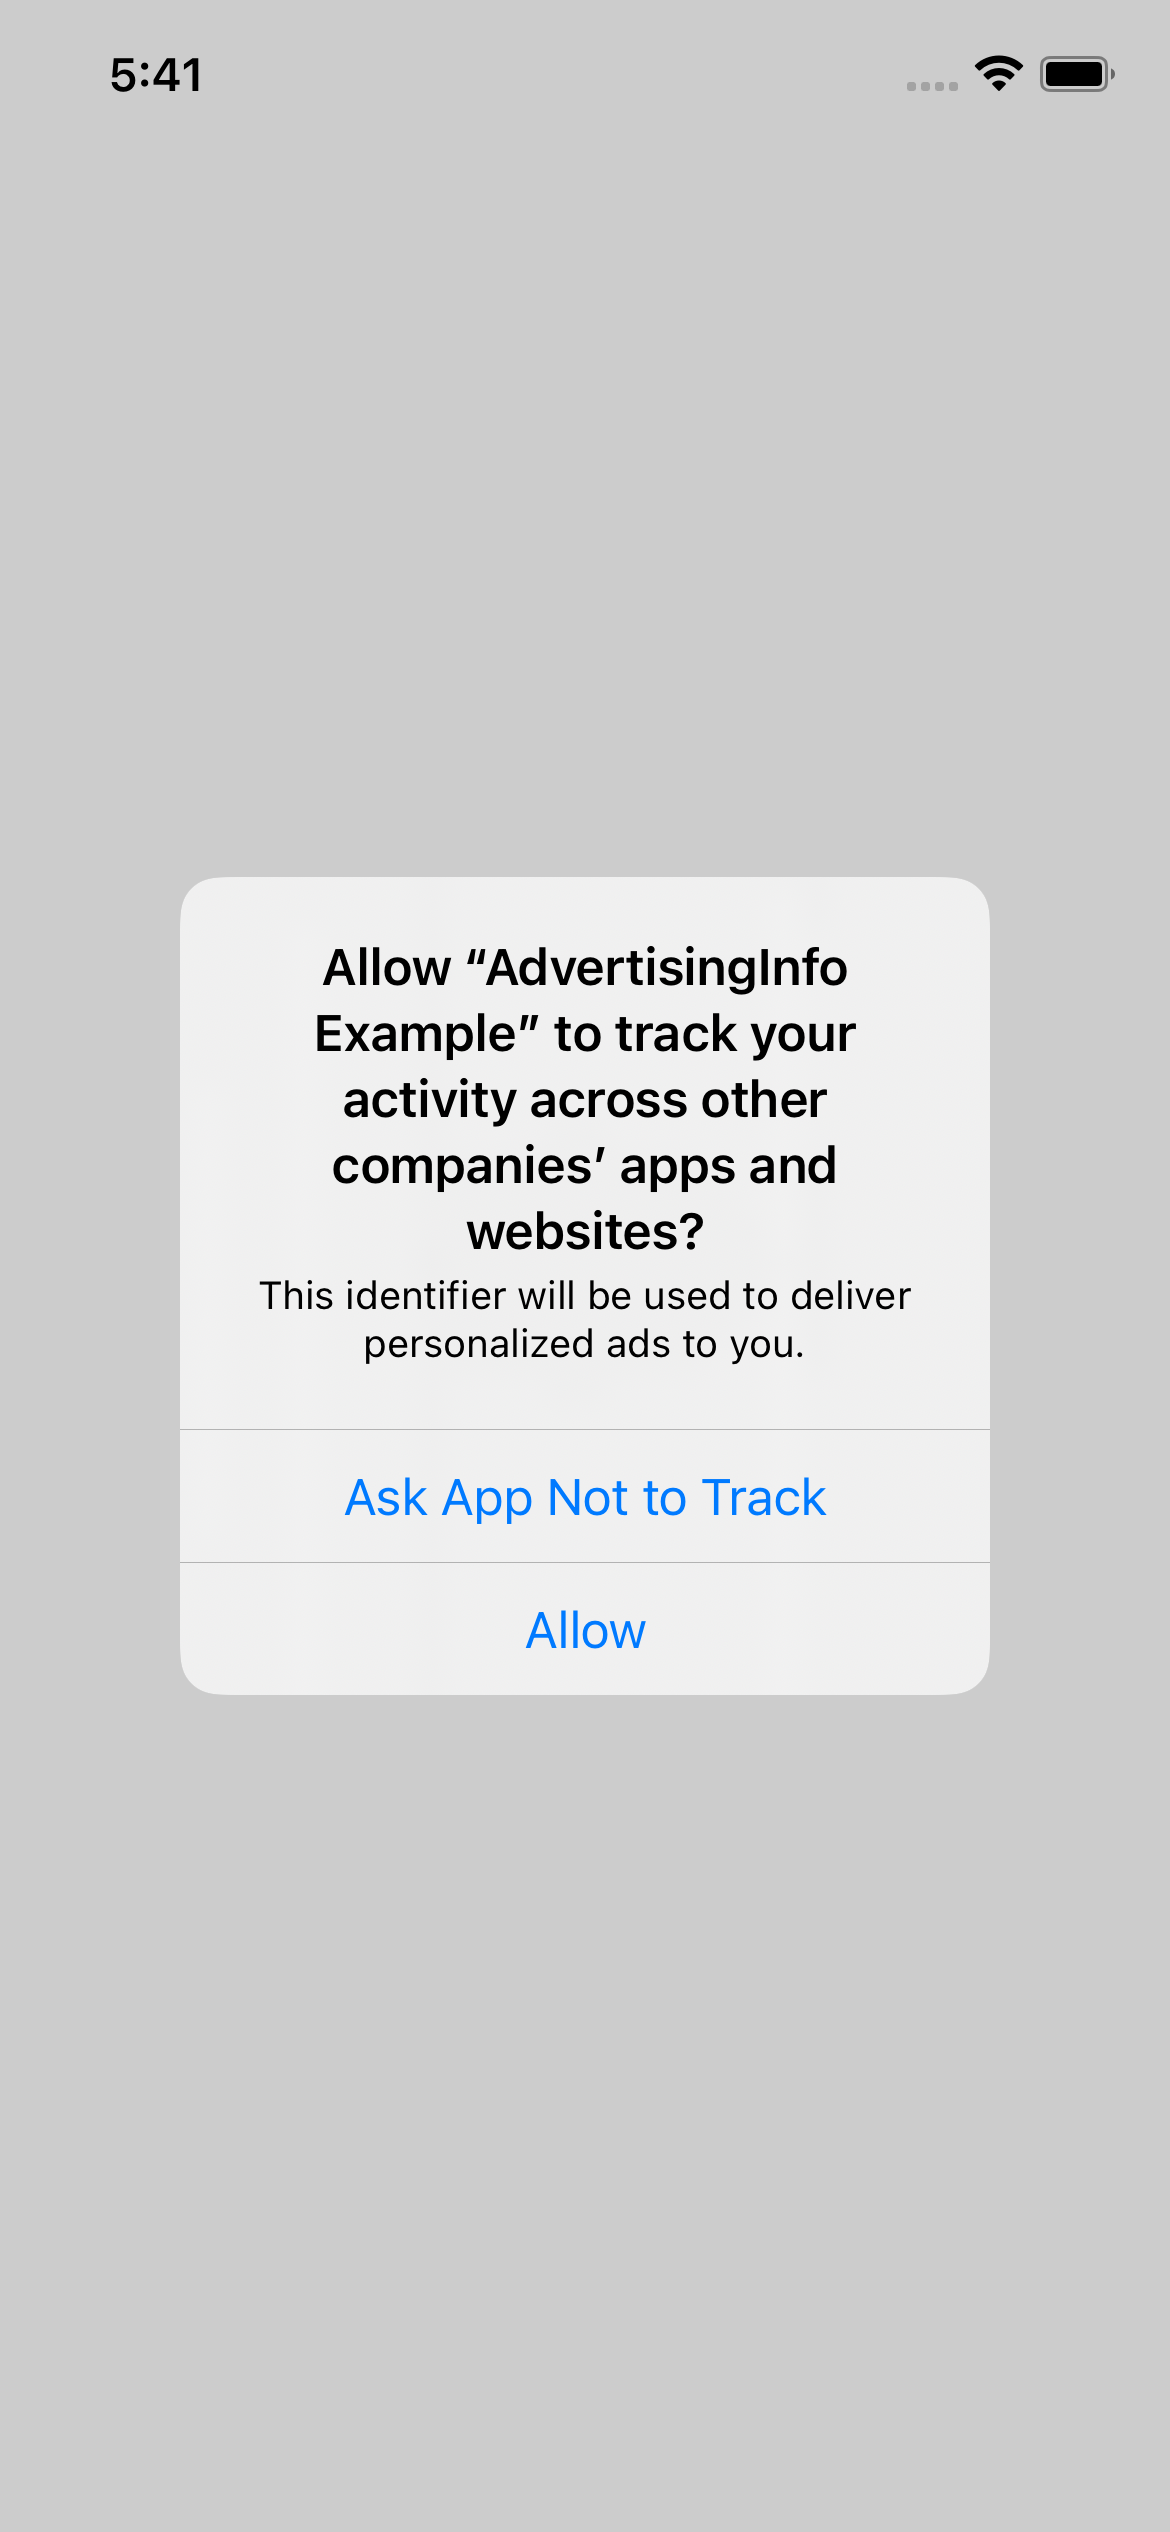 5:41
Allow “AdvertisingInfo
Example” to track your
activity across other
companies’ apps and
websites?
This identifier will be used to deliver
personalized ads to you.
Ask App Not to Track
Allow